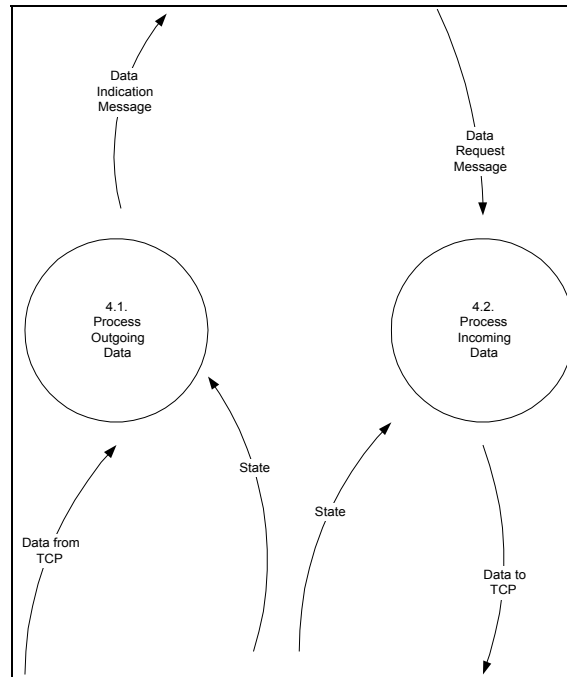 Data
Indication
Message
Data
Request
Message
4.1.
Process
Outgoing
Data
4.2.
Process
Incoming
Data
State
State
Data from
TCP
Data to
TCP